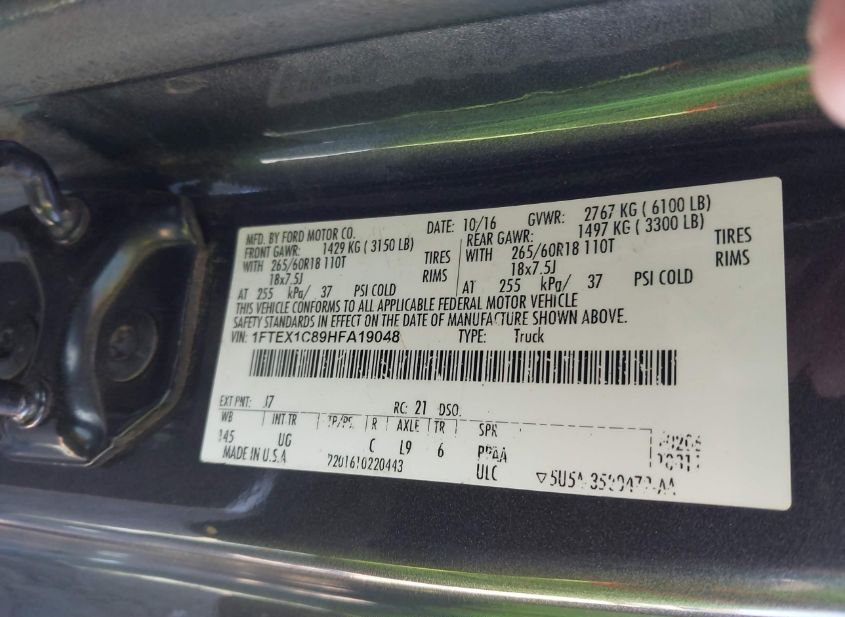 MFD. BY FORD MOTOR CO. DATE: 10/16 GVWR: 2767 KG ( 6100 LB)
FRONT GAWR: 1429 KG ( 3150 LB) REAR GAWR: 1497 KG ( 3300 LB)
WITH 265/60R18 110T TIRES WITH 265/60R18 110T TIRES
18x7.5J RIMS 18x7.5J RIMS
AT 255 kPa/ 37 PSI COLD AT 255 kPa/ 37 PSI COLD
THIS VEHICLE CONFORMS TO ALL APPLICABLE FEDERAL MOTOR VEHICLE
SAFETY STANDARDS IN EFFECT ON THE DATE OF MANUFACTURE SHOWN ABOVE.
VIN: 1FTEX1C89HFA19048 TYPE: Truck
EXT PNT: J7 RC: 21 DSO:
WB INT TR TP/PS R AXLE TR SPR
145 UG C L9 6
MADE IN U.S.A ULC